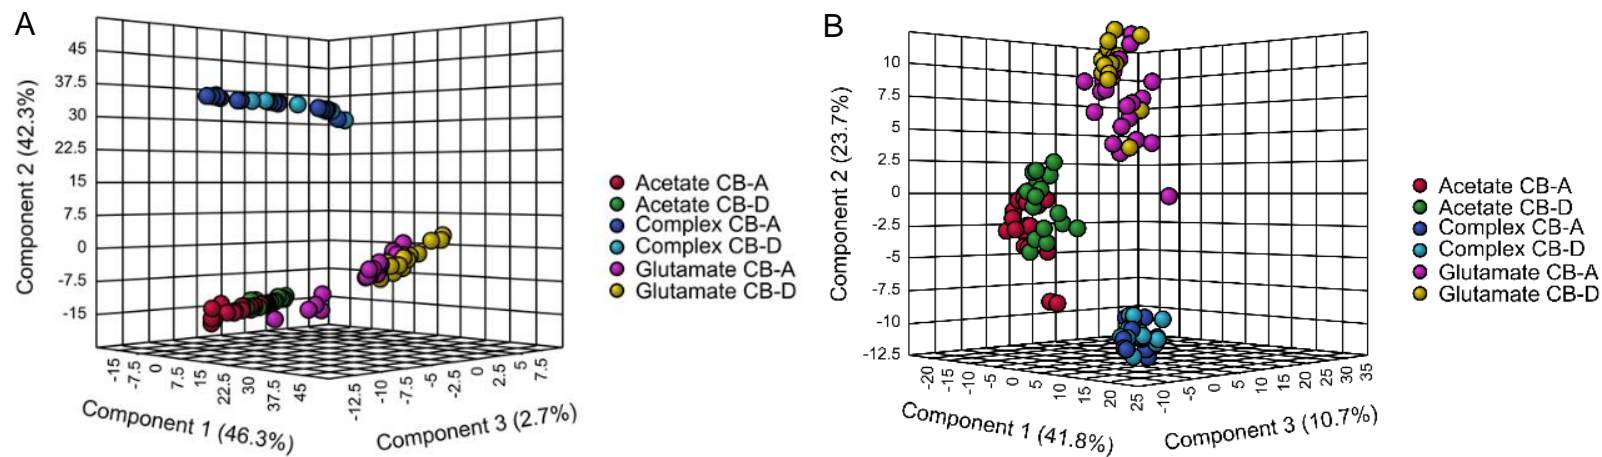 A
45
37.5
30
22.5
15
7.5
0
-7.5
-15
Component 2 (42.3%)
-15
-7.5
0
7.5
15
22.5
30
37.5
45
Component 1 (46.3%)
-12.5
-10
-7.5
-5
-2.5
0
2.5
5
7.5
Component 3 (2.7%)
Acetate CB-A
Acetate CB-D
Complex CB-A
Complex CB-D
Glutamate CB-A
Glutamate CB-D
B
10
7.5
5
2.5
0
-2.5
-5
-7.5
-10
-12.5
Component 2 (23.7%)
-20
-15
-10
-5
0
5
10
15
20
25
Component 1 (41.8%)
-10
-5
0
5
10
15
20
25
30
35
Component 3 (10.7%)
Acetate CB-A
Acetate CB-D
Complex CB-A
Complex CB-D
Glutamate CB-A
Glutamate CB-D